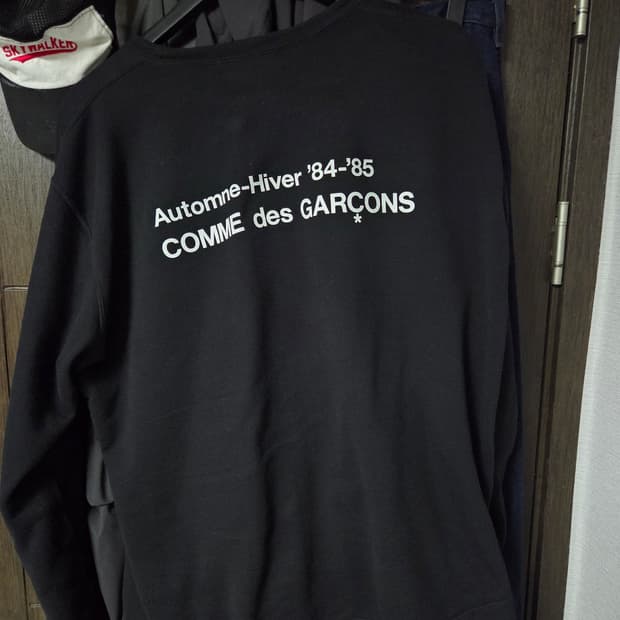 SKYWALKER
Automne-Hiver '84-'85
COMME des GARÇONS
*